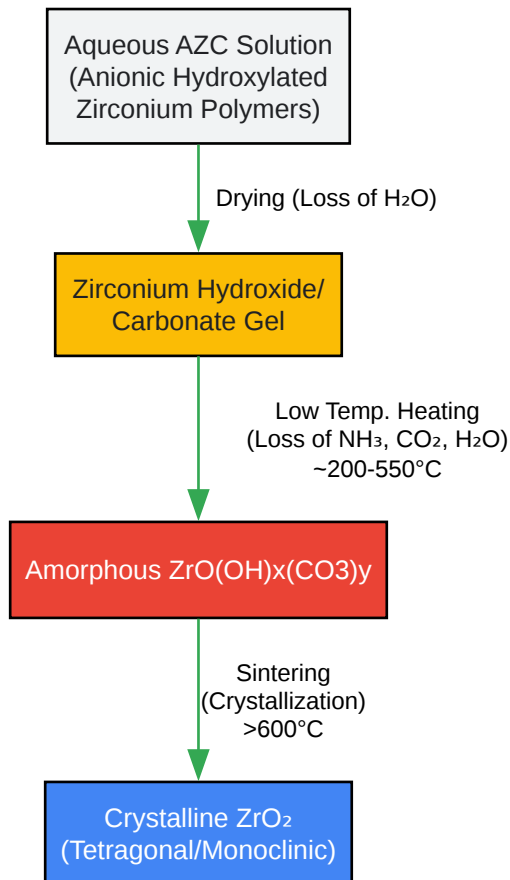 Aqueous AZC Solution
(Anionic Hydroxylated
Zirconium Polymers)
Drying (Loss of H₂O)
Zirconium Hydroxide/
Carbonate Gel
Low Temp. Heating
(Loss of NH₃, CO₂, H₂O)
~200-550°C
Amorphous ZrO(OH)x(CO3)y
Sintering
(Crystallization)
>600°C
Crystalline ZrO₂
(Tetragonal/Monoclinic)